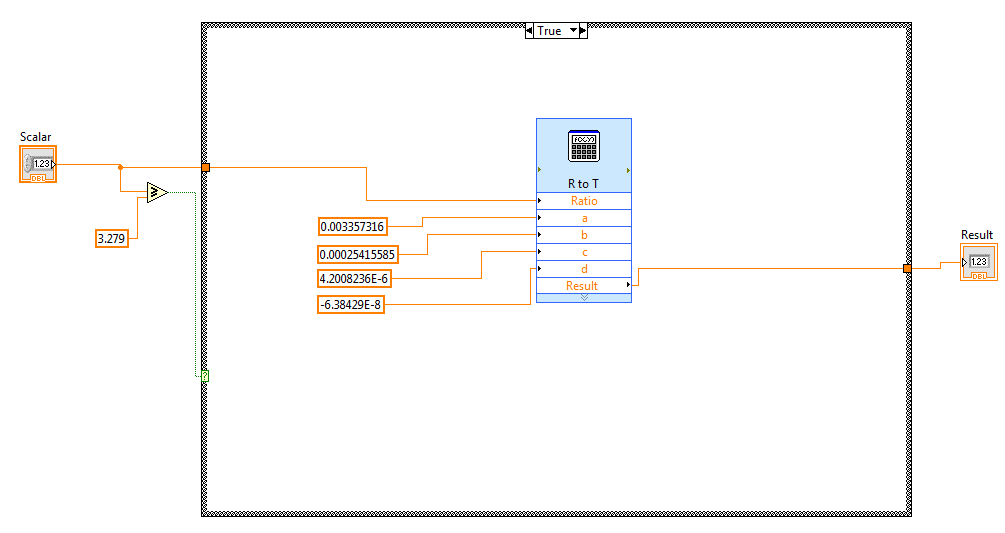 True
Scalar
1.23
DBL
3.279
?
f(x,y)
R to T
Ratio
0.003357316
a
0.00025415585
b
4.2008236E-6
c
-6.38429E-8
d
Result
Result
1.23
DBL